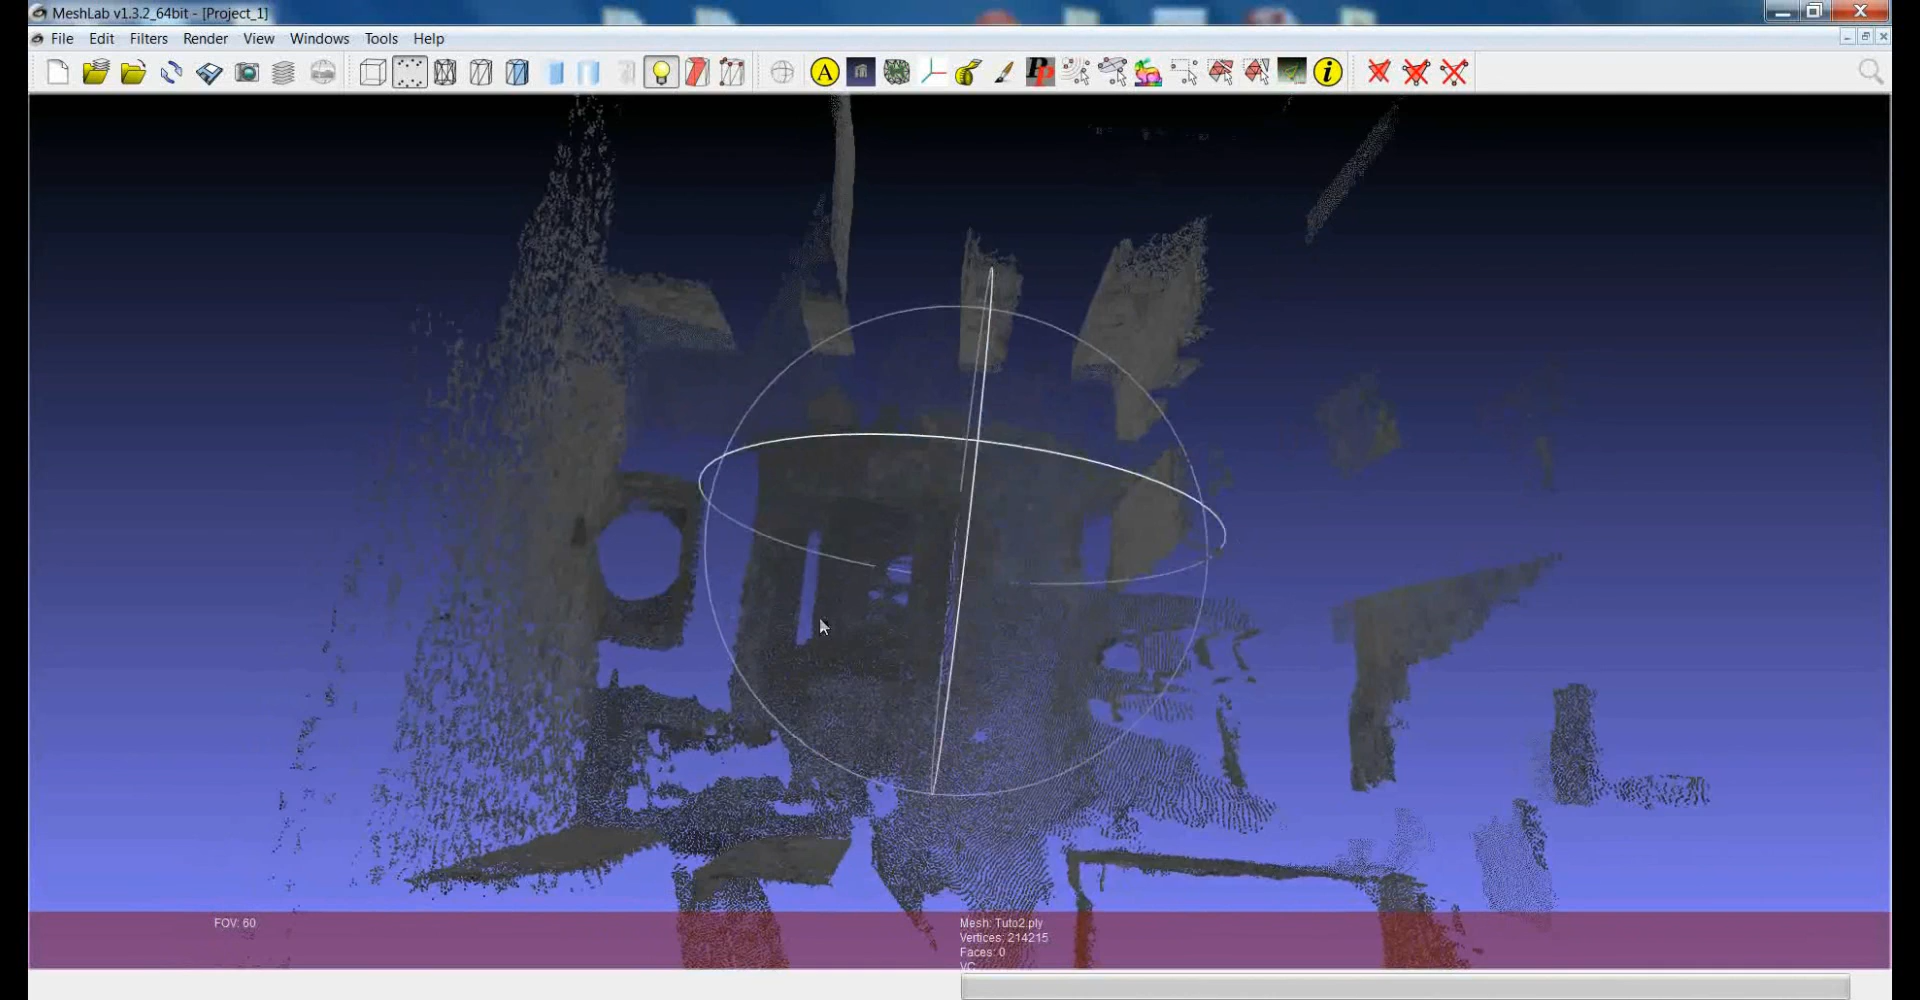 MeshLab v1.3.2_64bit - [Project_1]
File Edit Filters Render View Windows Tools Help
A
i
FOV: 60
Mesh: Tuto2.ply
Vertices: 214215
Faces: 0
VC